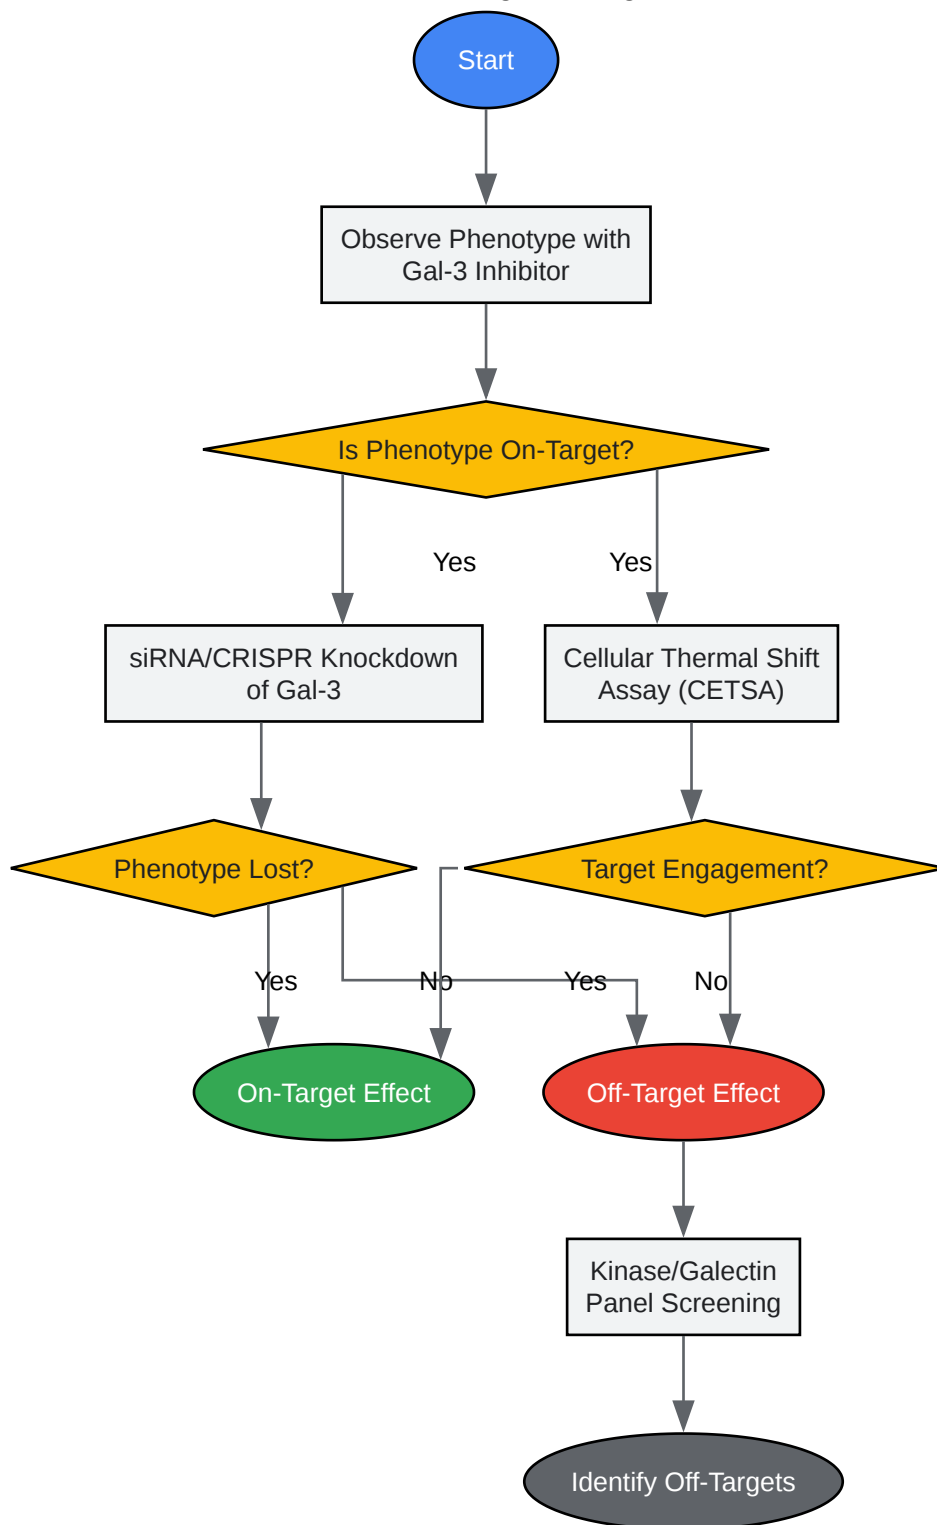 Start
Observe Phenotype with
Gal-3 Inhibitor
Is Phenotype On-Target?
Yes
Yes
siRNA/CRISPR Knockdown
of Gal-3
Cellular Thermal Shift
Assay (CETSA)
Phenotype Lost?
Target Engagement?
Yes
No
Yes
No
On-Target Effect
Off-Target Effect
Kinase/Galectin
Panel Screening
Identify Off-Targets